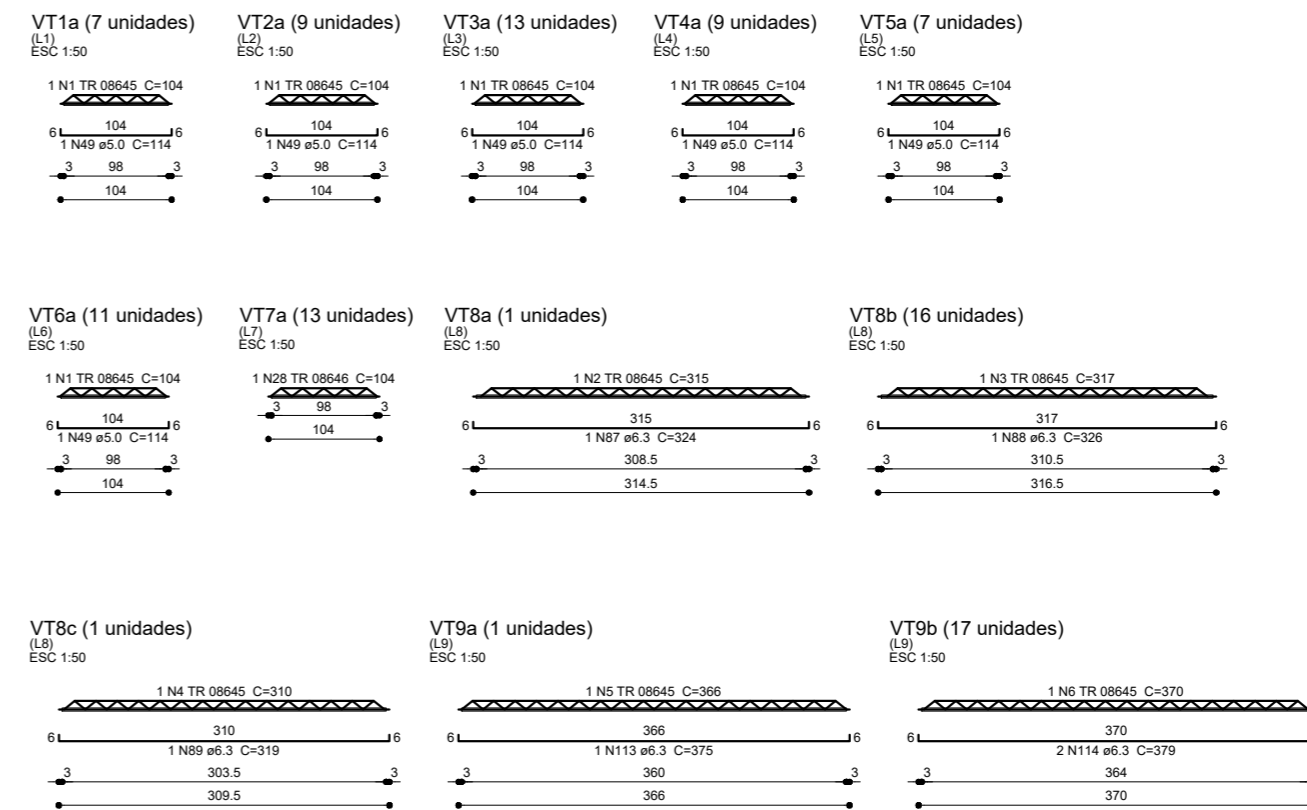 VT1a (7 unidades)
(L1)
ESC 1:50
1 N1 TR 08645 C=104
104
6 6
1 N49 ø5.0 C=114
3 98 3
104
VT2a (9 unidades)
(L2)
ESC 1:50
1 N1 TR 08645 C=104
104
6 6
1 N49 ø5.0 C=114
3 98 3
104
VT3a (13 unidades)
(L3)
ESC 1:50
1 N1 TR 08645 C=104
104
6 6
1 N49 ø5.0 C=114
3 98 3
104
VT4a (9 unidades)
(L4)
ESC 1:50
1 N1 TR 08645 C=104
104
6 6
1 N49 ø5.0 C=114
3 98 3
104
VT5a (7 unidades)
(L5)
ESC 1:50
1 N1 TR 08645 C=104
104
6 6
1 N49 ø5.0 C=114
3 98 3
104
VT6a (11 unidades)
(L6)
ESC 1:50
1 N1 TR 08645 C=104
104
6 6
1 N49 ø5.0 C=114
3 98 3
104
VT7a (13 unidades)
(L7)
ESC 1:50
1 N28 TR 08646 C=104
3 98 3
104
VT8a (1 unidades)
(L8)
ESC 1:50
1 N2 TR 08645 C=315
315
6 6
1 N87 ø6.3 C=324
3 308.5 3
314.5
VT8b (16 unidades)
(L8)
ESC 1:50
1 N3 TR 08645 C=317
317
6 6
1 N88 ø6.3 C=326
3 310.5 3
316.5
VT8c (1 unidades)
(L8)
ESC 1:50
1 N4 TR 08645 C=310
310
6 6
1 N89 ø6.3 C=319
3 303.5 3
309.5
VT9a (1 unidades)
(L9)
ESC 1:50
1 N5 TR 08645 C=366
366
6 6
1 N113 ø6.3 C=375
3 360 3
366
VT9b (17 unidades)
(L9)
ESC 1:50
1 N6 TR 08645 C=370
370
6
2 N114 ø6.3 C=379
3 364
370